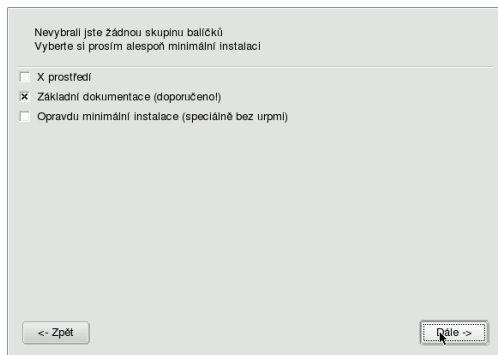 Nevybrali jste žádnou skupinu balíčků
Vyberte si prosím alespoň minimální instalaci
X prostředí
Základní dokumentace (doporučeno!)
Opravdu minimální instalace (speciálně bez urpmi)
<- Zpět
Dále ->